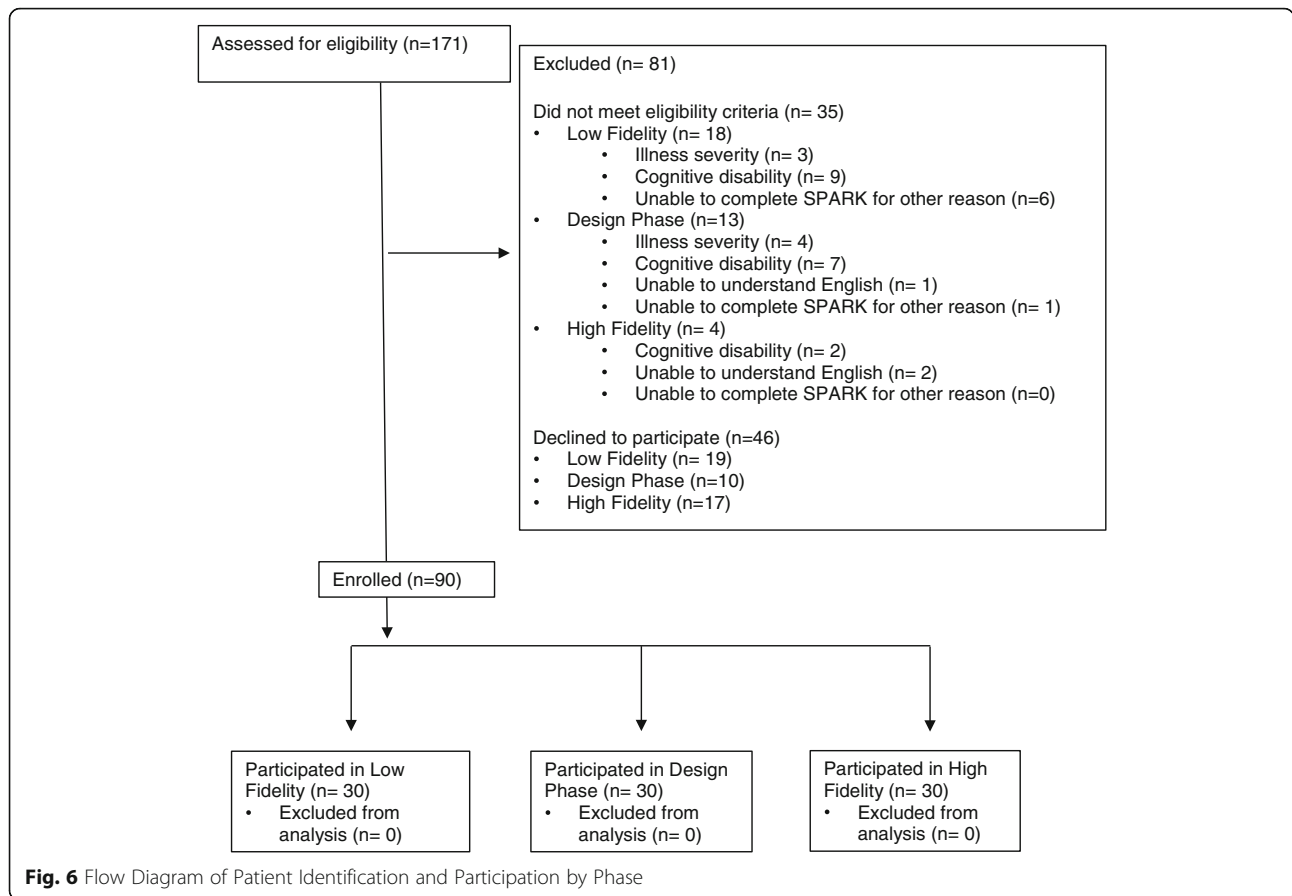 Assessed for eligibility (n=171)
Excluded (n= 81)
Did not meet eligibility criteria (n= 35)
• Low Fidelity (n= 18)
• Illness severity (n= 3)
• Cognitive disability (n= 9)
• Unable to complete SPARK for other reason (n=6)
• Design Phase (n=13)
• Illness severity (n= 4)
• Cognitive disability (n= 7)
• Unable to understand English (n= 1)
• Unable to complete SPARK for other reason (n= 1)
• High Fidelity (n= 4)
• Cognitive disability (n= 2)
• Unable to understand English (n= 2)
• Unable to complete SPARK for other reason (n=0)
Declined to participate (n=46)
• Low Fidelity (n= 19)
• Design Phase (n=10)
• High Fidelity (n=17)
Enrolled (n=90)
Participated in Low
Fidelity (n= 30)
• Excluded from
analysis (n= 0)
Participated in Design
Phase (n= 30)
• Excluded from
analysis (n= 0)
Participated in High
Fidelity (n= 30)
• Excluded from
analysis (n= 0)
Fig. 6 Flow Diagram of Patient Identification and Participation by Phase